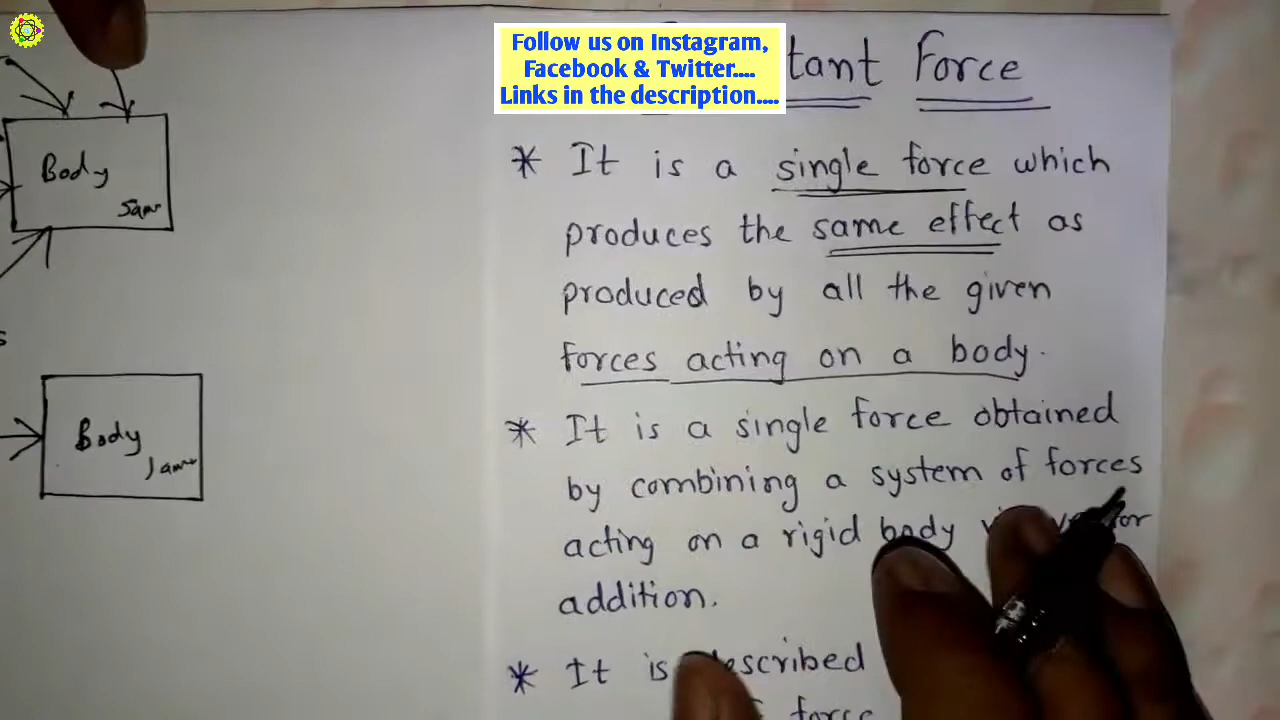 Follow us on Instagram,
Facebook & Twitter....
Links in the description....
tant Force
* It is a single force which
produces the same effect as
produced by all the given
forces acting on a body.
* It is a single force obtained
by combining a system of forces
acting on a rigid body
addition.
* It is described
force
Body
Body